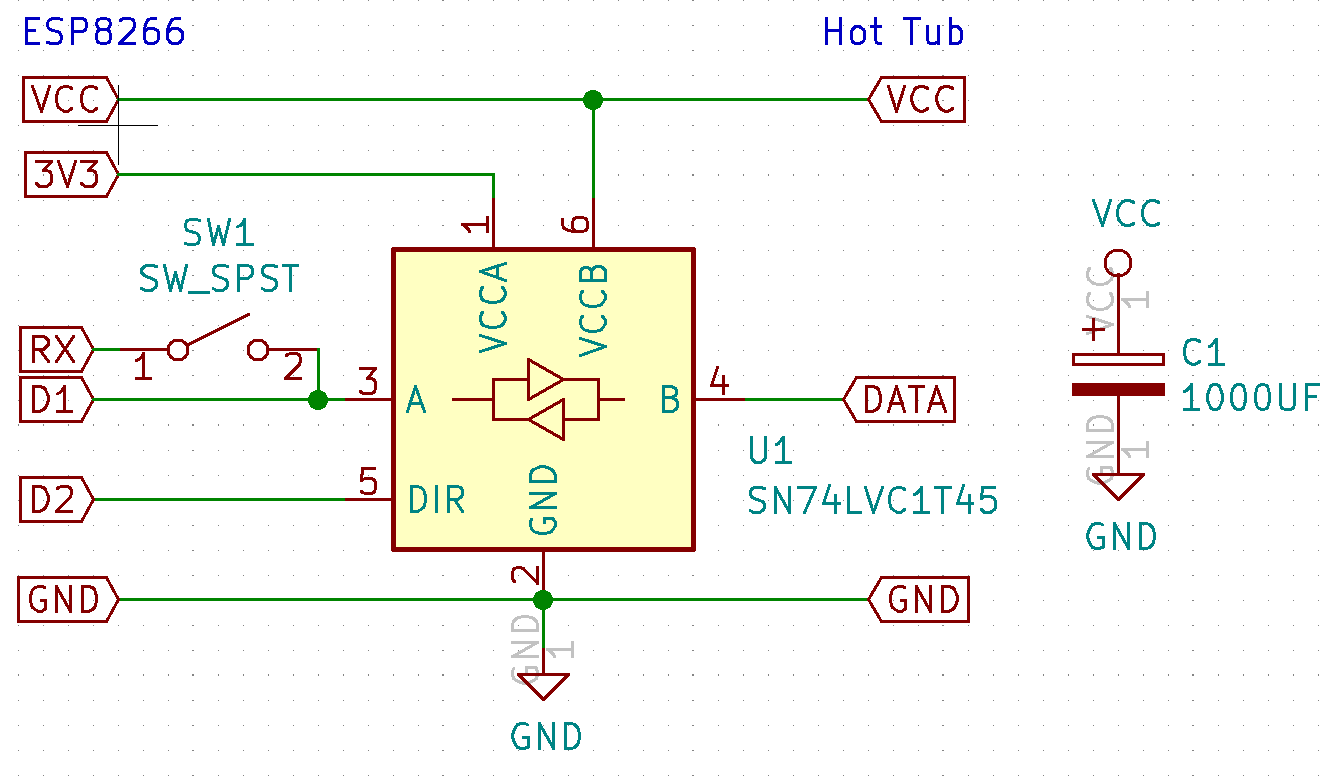 ESP8266
Hot Tub
VCC
VCC
3V3
1
6
VCC
VCC
1
SW1
SW_SPST
VCCA
VCCB
RX
1
2
+
C1
1000UF
D1
3
A
B
4
DATA
GND
1
GND
U1
SN74LVC1T45
D2
5
DIR
GND
2
GND
GND
GND
1
GND